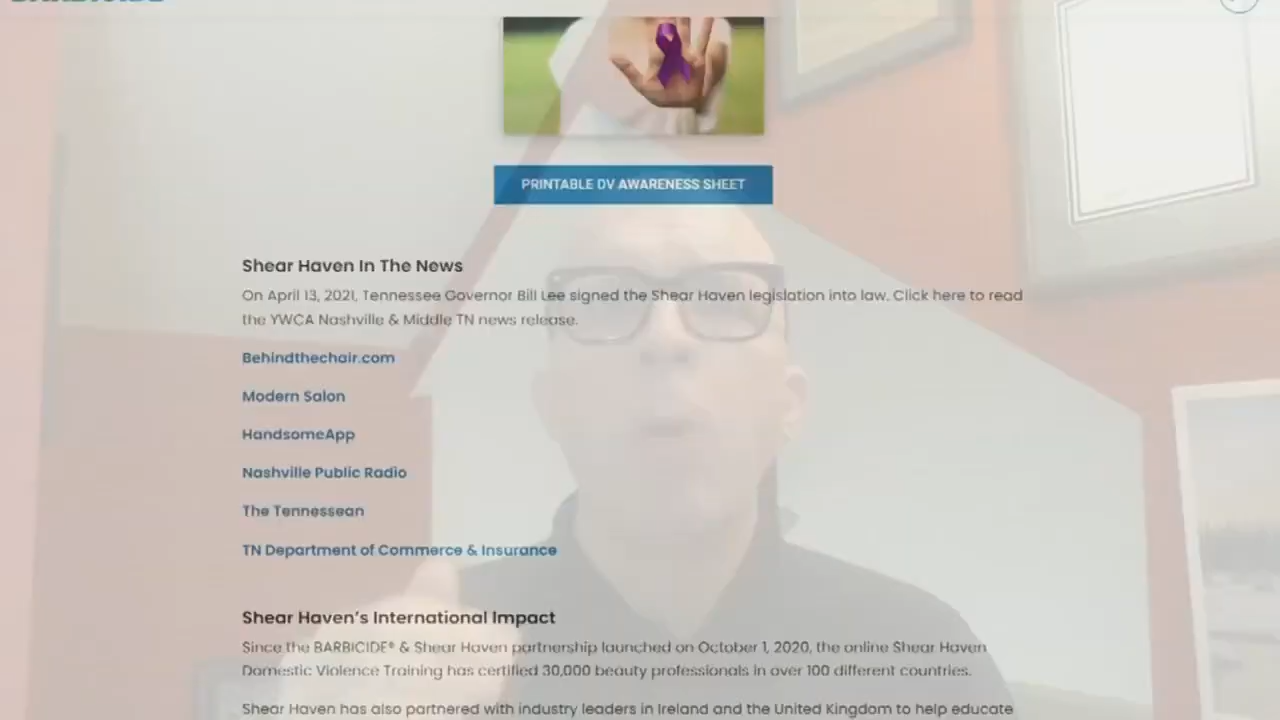 PRINTABLE DV AWARENESS SHEET
Shear Haven In The News
On April 13, 2021, Tennessee Governor Bill Lee signed the Shear Haven legislation into law. Click here to read
the YWCA Nashville & Middle TN news release.
Behindthechair.com
Modern Salon
HandsomeApp
Nashville Public Radio
The Tennessean
TN Department of Commerce & Insurance
Shear Haven's International Impact
Since the BARBICIDE® & Shear Haven partnership launched on October 1, 2020, the online Shear Haven
Domestic Violence Training has certified 30,000 beauty professionals in over 100 different countries.
Shear Haven has also partnered with industry leaders in Ireland and the United Kingdom to help educate